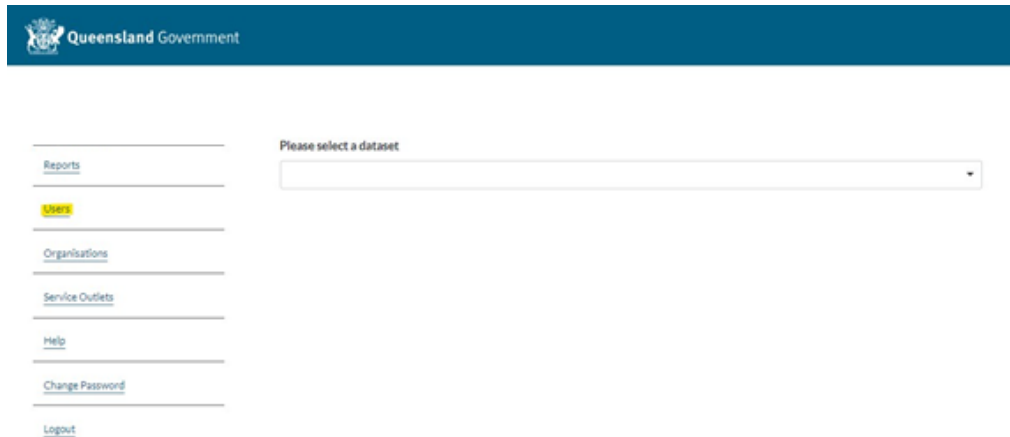 Queensland Government
Please select a dataset
Reports
Users
Organisations
Service Outlets
Help
Change Password
Logout